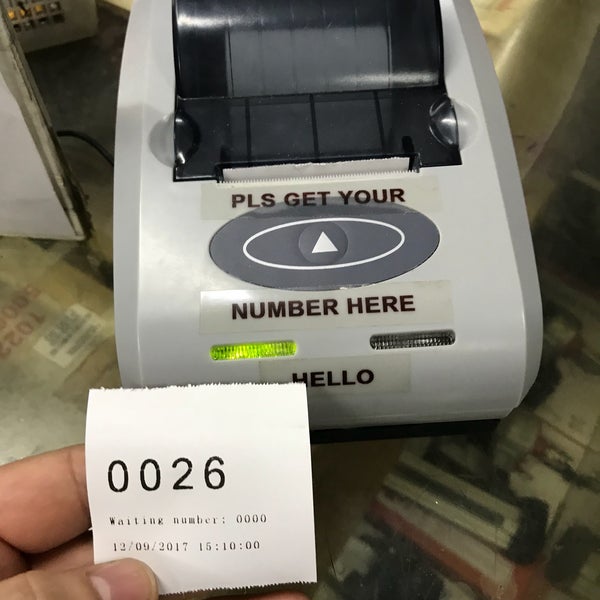 PLS GET YOUR
NUMBER HERE
HELLO
0026
Waiting number: 0000
12/09/2017 15:10:00